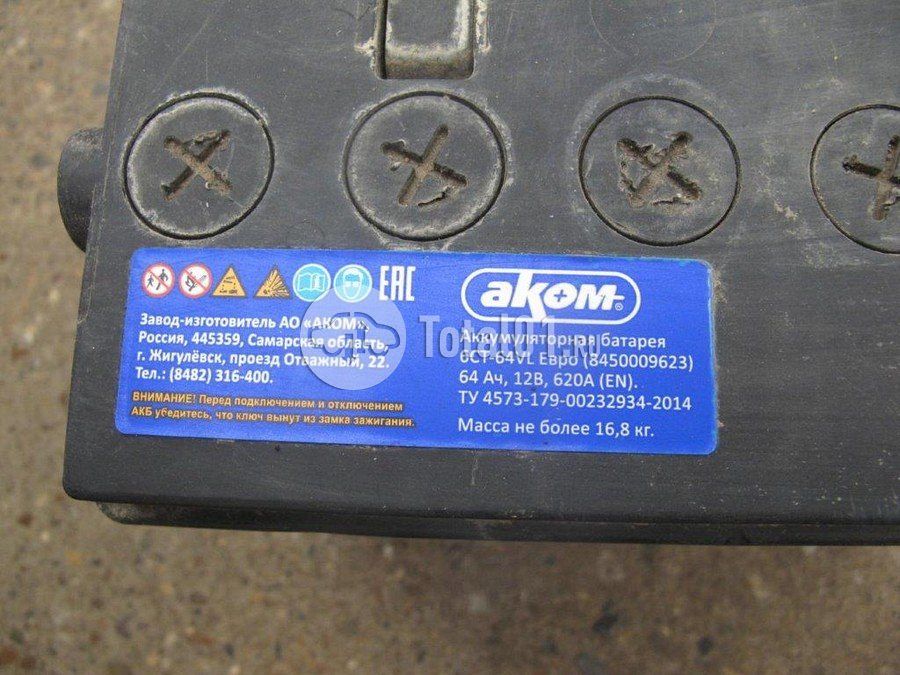 EAC
Завод-изготовитель АО «АКОМ».
Россия, 445359, Самарская область,
г. Жигулёвск, проезд Отважный, 22.
Тел.: (8482) 316-400.
ВНИМАНИЕ! Перед подключением и отключением
АКБ убедитесь, что ключ вынут из замка зажигания.
аком
®
Аккумуляторная батарея
6СТ-64VL Евро (8450009623)
64 Ач, 12В, 620А (EN).
ТУ 4573-179-00232934-2014
Масса не более 16,8 кг.
Total01.ru